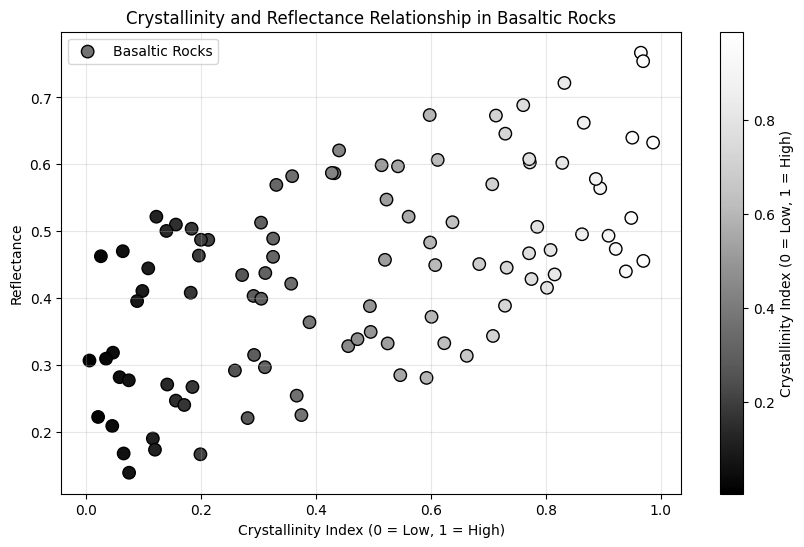 Crystallinity and Reflectance Relationship in Basaltic Rocks
Basaltic Rocks
Reflectance
0.7
0.6
0.5
0.4
0.3
0.2
0.0 0.2 0.4 0.6 0.8 1.0
Crystallinity Index (0 = Low, 1 = High)
0.8
0.6
0.4
0.2
Crystallinity Index (0 = Low, 1 = High)